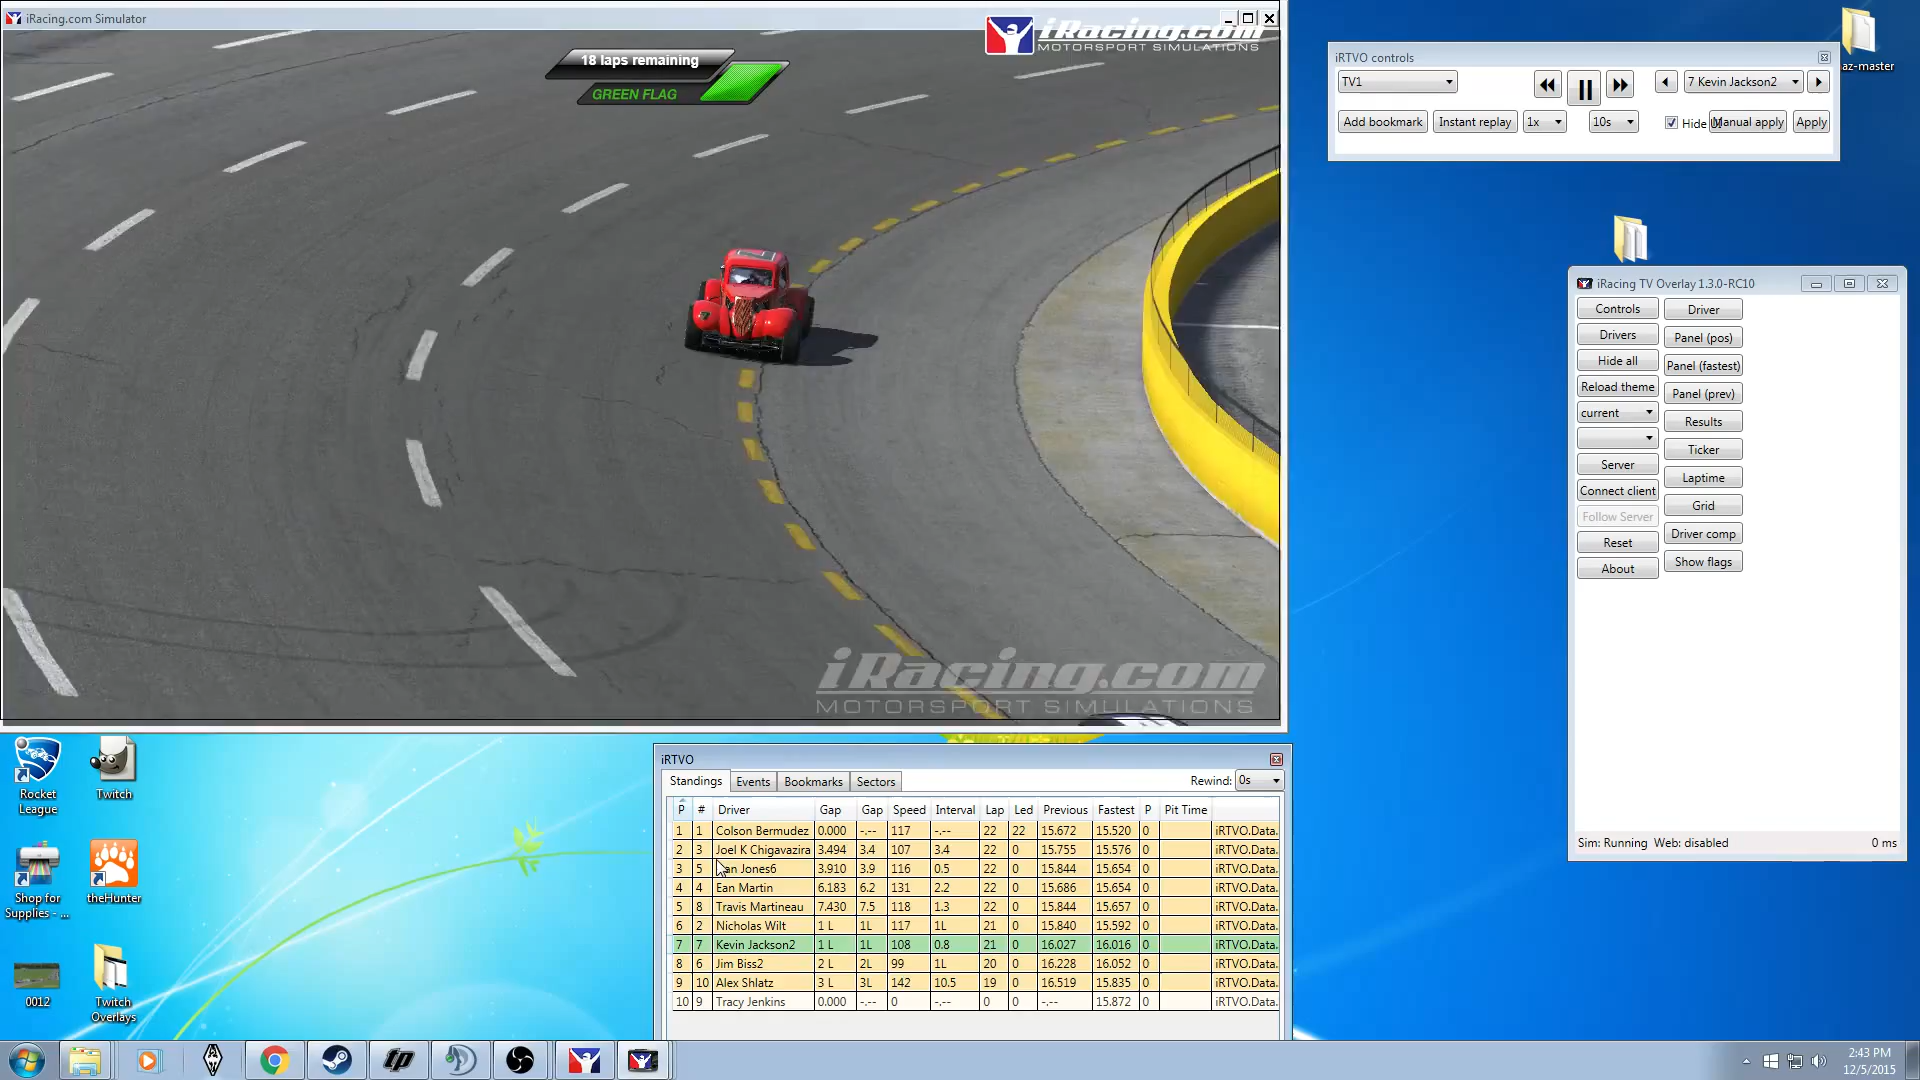 iRacing.com Simulator
iRacing.com
MOTORSPORT SIMULATIONS
18 laps remaining
GREEN FLAG
iRacing.com
MOTORSPORT SIMULATIONS
iRTVO controls
TV1
7 Kevin Jackson2
Add bookmark Instant replay 1x 10s Hide Manual apply Apply
az-master
iRacing TV Overlay 1.3.0-RC10
Controls Driver
Drivers Panel (pos)
Hide all Panel (fastest)
Reload theme Panel (prev)
current Results
Ticker
Server Laptime
Connect client Grid
Follow Server Driver comp
Reset Show flags
About
Sim: Running Web: disabled 0 ms
Rocket League
Twitch
Shop for Supplies - ...
theHunter
0012
Twitch Overlays
iRTVO
Standings Events Bookmarks Sectors Rewind: 0s
P # Driver Gap Gap Speed Interval Lap Led Previous Fastest P Pit Time
1 1 Colson Bermudez 0.000 -.-- 117 -.-- 22 22 15.672 15.520 0 iRTVO.Data.
2 3 Joel K Chigavazira 3.494 3.4 107 3.4 22 0 15.755 15.576 0 iRTVO.Data.
3 5 an Jones6 3.910 3.9 116 0.5 22 0 15.844 15.654 0 iRTVO.Data.
4 4 Ean Martin 6.183 6.2 131 2.2 22 0 15.686 15.654 0 iRTVO.Data.
5 8 Travis Martineau 7.430 7.5 118 1.3 22 0 15.844 15.657 0 iRTVO.Data.
6 2 Nicholas Wilt 1 L 1L 117 1L 21 0 15.840 15.592 0 iRTVO.Data.
7 7 Kevin Jackson2 1 L 1L 108 0.8 21 0 16.027 16.016 0 iRTVO.Data.
8 6 Jim Biss2 2 L 2L 99 1L 20 0 16.228 16.052 0 iRTVO.Data.
9 10 Alex Shlatz 3 L 3L 142 10.5 19 0 16.519 15.835 0 iRTVO.Data.
10 9 Tracy Jenkins 0.000 -.-- 0 -.-- 0 0 -.-- 15.872 0 iRTVO.Data.
2:43 PM
12/5/2015